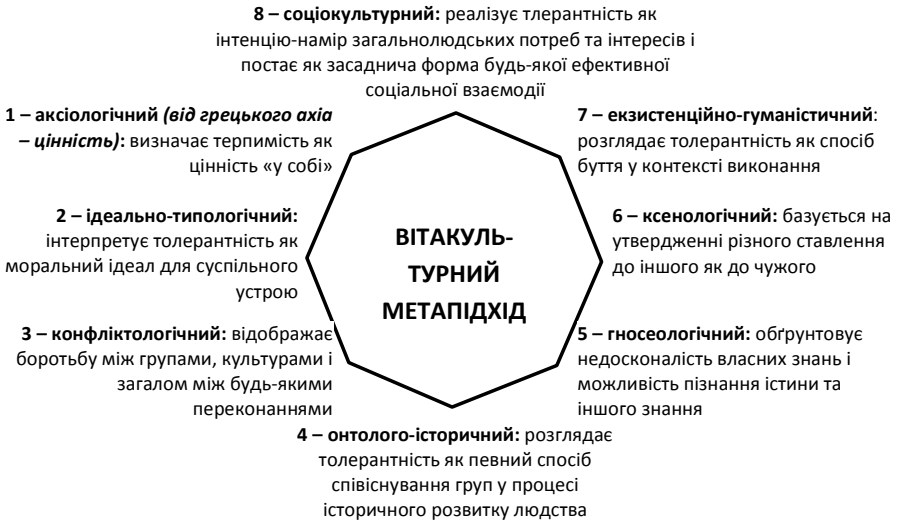 8 – соціокультурний: реалізує тлерантність як
інтенцію-намір загальнолюдських потреб та інтересів і
постає як засаднича форма будь-якої ефективної
соціальної взаємодії
1 – аксіологічний (від грецького ахіа
– цінність): визначає терпимість як
цінність «у собі»
7 – екзистенційно-гуманістичний:
розглядає толерантність як спосіб
буття у контексті виконання
2 – ідеально-типологічний:
інтерпретує толерантність як
моральний ідеал для суспільного
устрою
ВІТАКУЛЬ-
ТУРНИЙ
МЕТАПІДХІД
6 – ксенологічний: базується на
утвердженні різного ставлення
до іншого як до чужого
3 – конфліктологічний: відображає
боротьбу між групами, культурами і
загалом між будь-якими
переконаннями
5 – гносеологічний: обґрунтовує
недосконалість власних знань і
можливість пізнання істини та
іншого знання
4 – онтолого-історичний: розглядає
толерантність як певний спосіб
співіснування груп у процесі
історичного розвитку людства